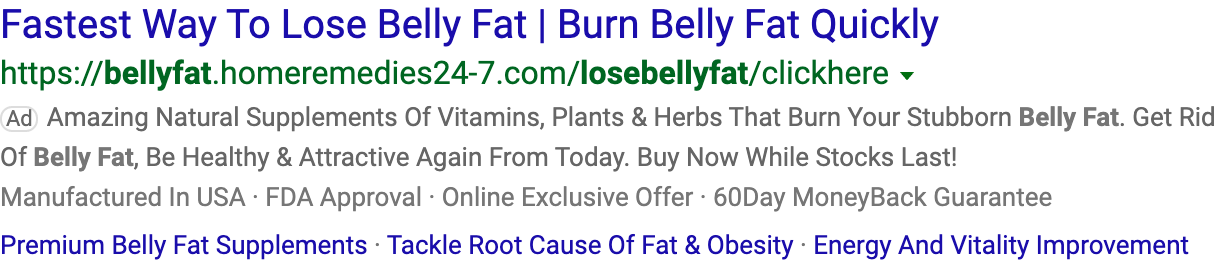 Fastest Way To Lose Belly Fat | Burn Belly Fat Quickly
https://bellyfat.homeremedies24-7.com/losebellyfat/clickhere
Ad Amazing Natural Supplements Of Vitamins, Plants & Herbs That Burn Your Stubborn Belly Fat. Get Rid
Of Belly Fat, Be Healthy & Attractive Again From Today. Buy Now While Stocks Last!
Manufactured In USA · FDA Approval · Online Exclusive Offer · 60Day MoneyBack Guarantee
Premium Belly Fat Supplements · Tackle Root Cause Of Fat & Obesity · Energy And Vitality Improvement